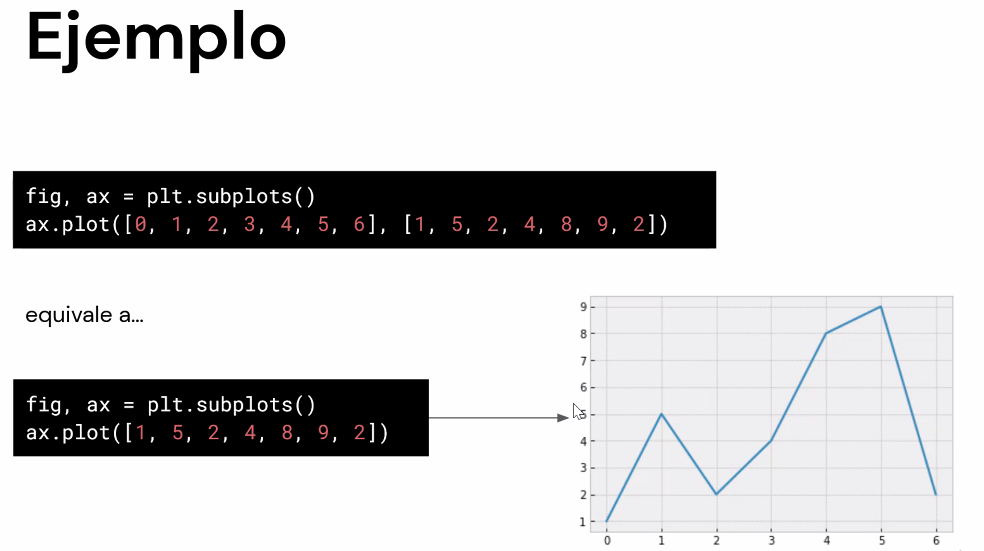 Ejemplo
fig, ax = plt.subplots()
ax.plot([0, 1, 2, 3, 4, 5, 6], [1, 5, 2, 4, 8, 9, 2])
equivale a...
fig, ax = plt.subplots()
ax.plot([1, 5, 2, 4, 8, 9, 2])
9
8
7
6
5
4
3
2
1
0 1 2 3 4 5 6